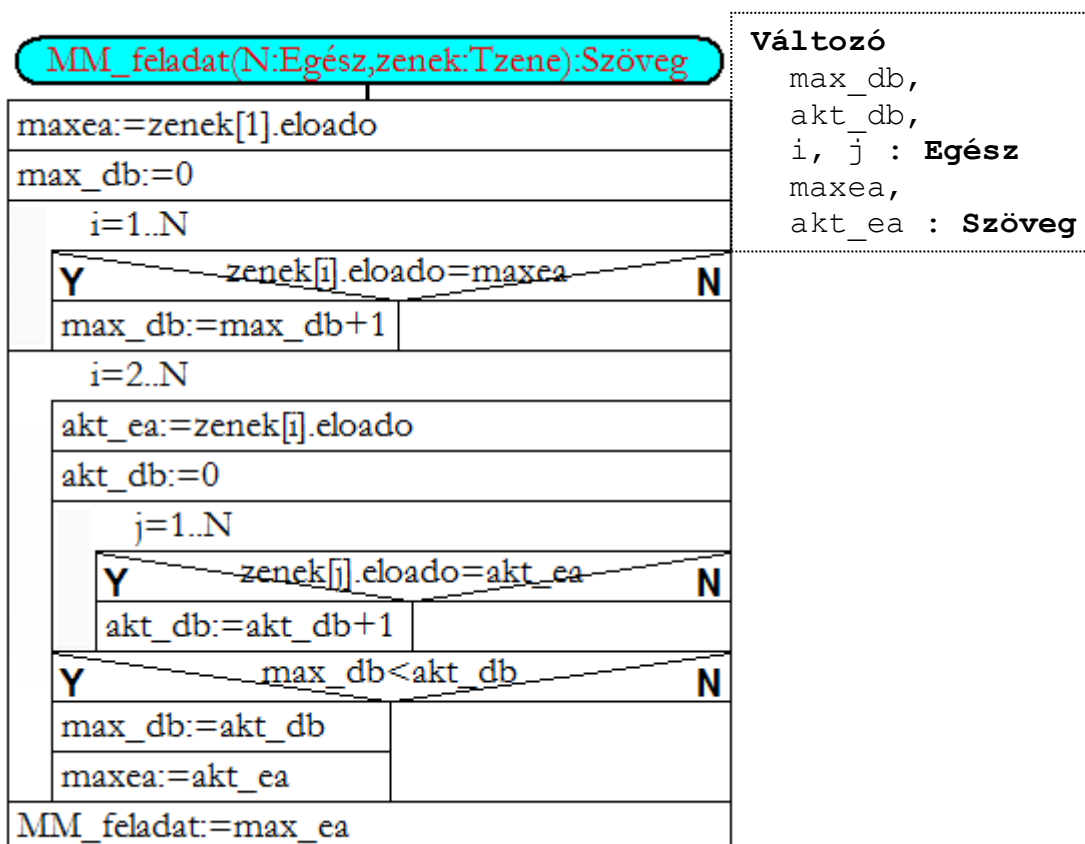 MM_feladat(N:Egész,zenek:Tzene):Szöveg
Változó
max_db,
akt_db,
i, j : Egész
maxea,
akt_ea : Szöveg
maxea:=zenek[1].eloado
max_db:=0
i=1..N
Y zenek[i].eloado=maxea N
max_db:=max_db+1
i=2..N
akt_ea:=zenek[i].eloado
akt_db:=0
j=1..N
Y zenek[j].eloado=akt_ea N
akt_db:=akt_db+1
Y max_db<akt_db N
max_db:=akt_db
maxea:=akt_ea
MM_feladat:=max_ea